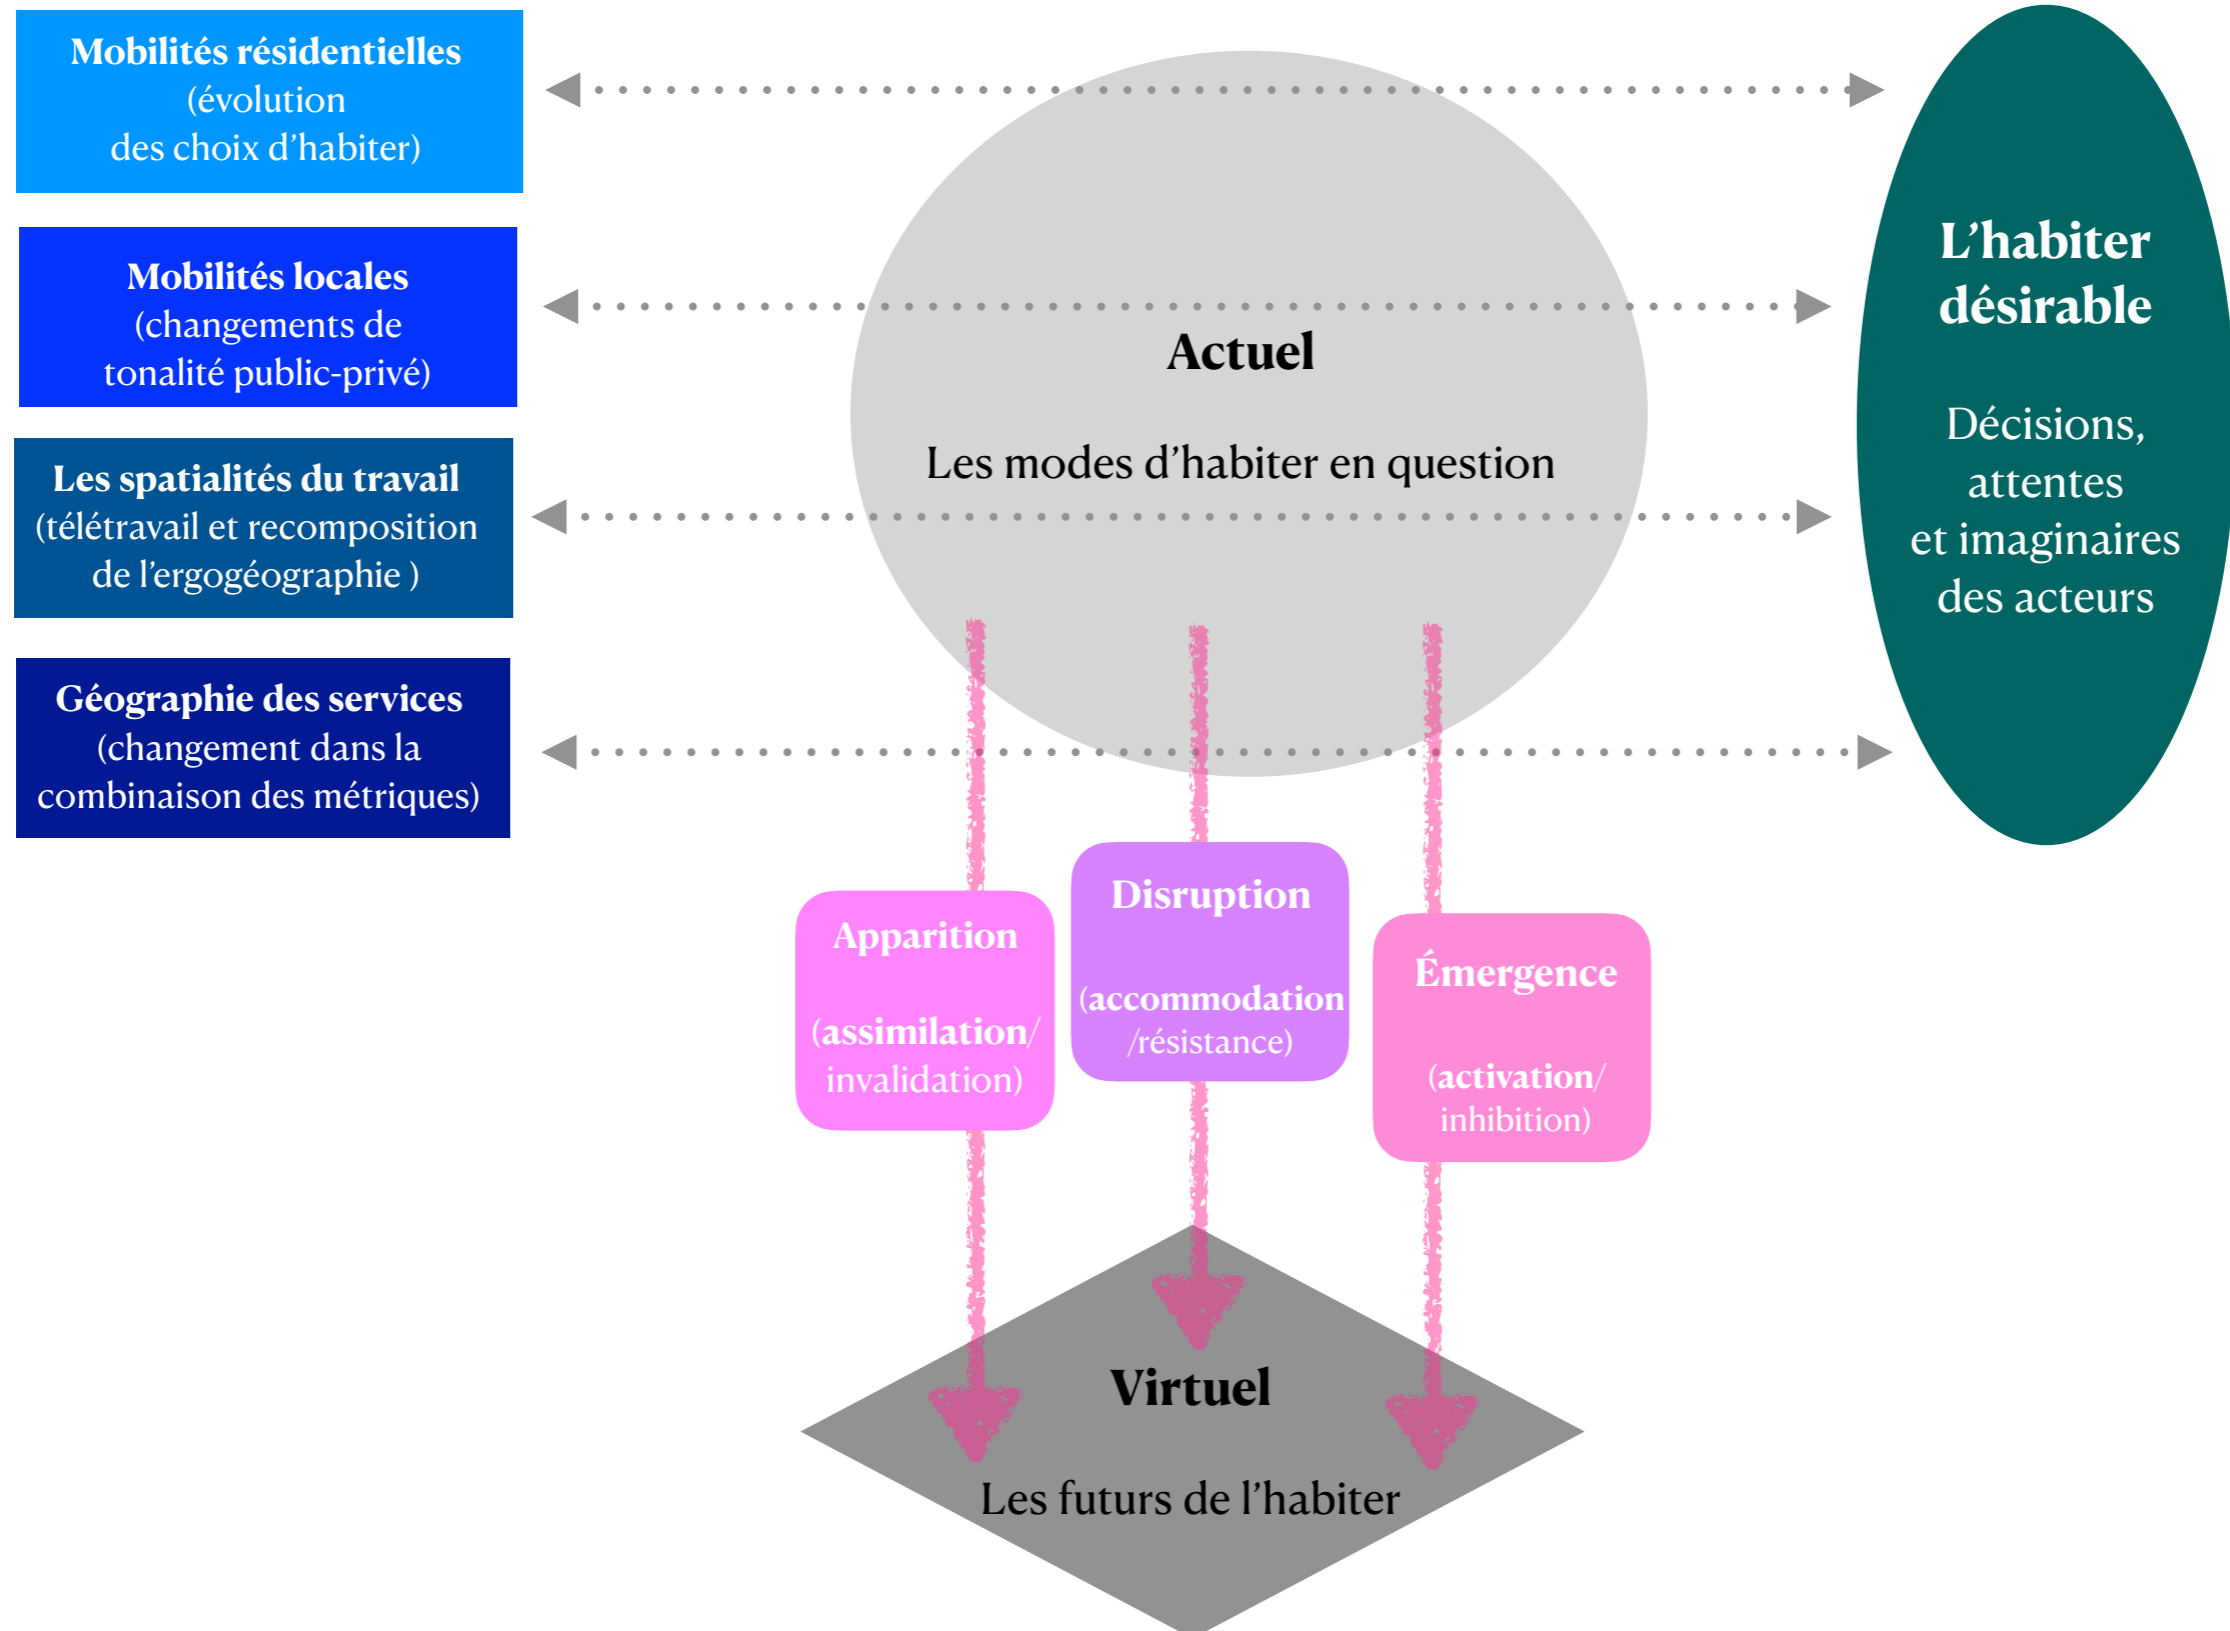 Mobilités résidentielles
(évolution
des choix d’habiter)
Mobilités locales
(changements de
tonalité public-privé)
Les spatialités du travail
(télétravail et recomposition
de l’ergogéographie )
Géographie des services
(changement dans la
combinaison des métriques)
Actuel
Les modes d’habiter en question
L’habiter
désirable
Décisions,
attentes
et imaginaires
des acteurs
Apparition
(assimilation/
invalidation)
Disruption
(accommodation
/résistance)
Émergence
(activation/
inhibition)
Virtuel
Les futurs de l’habiter